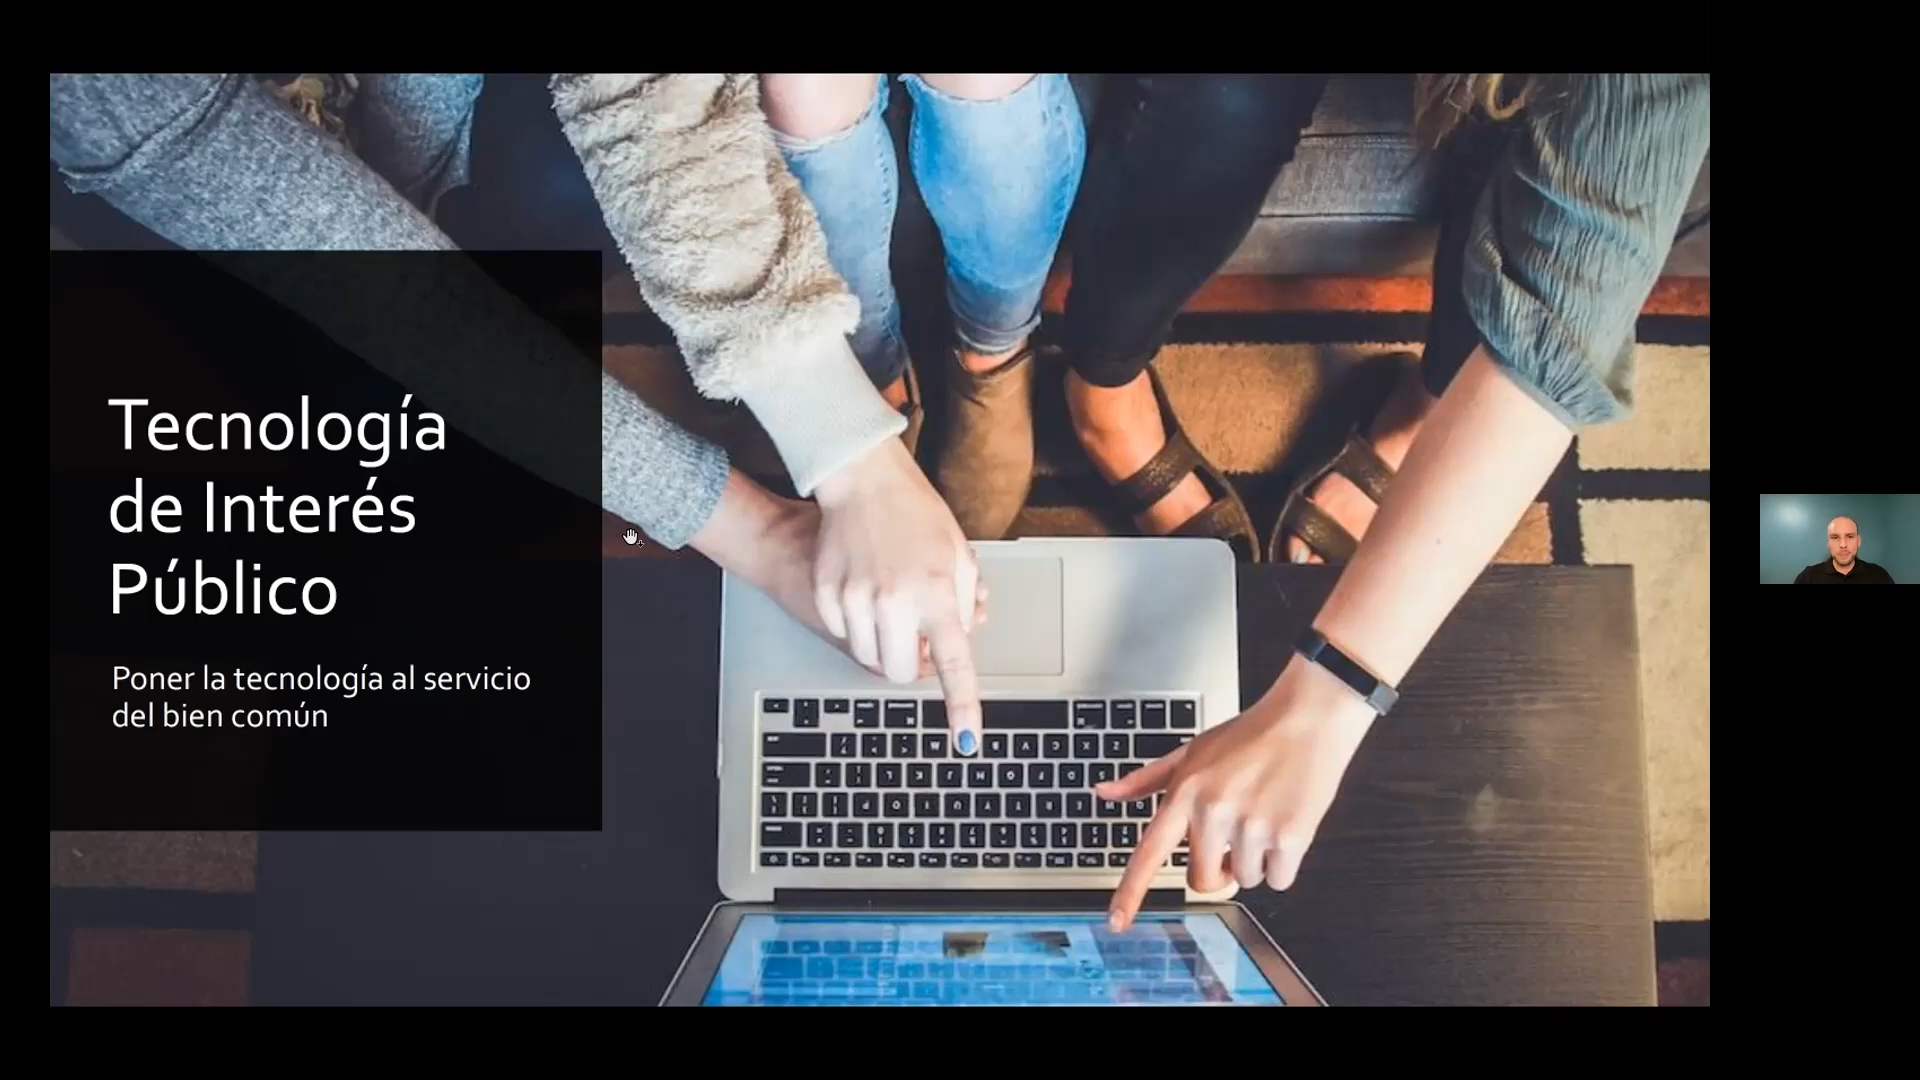 Tecnología
de Interés
Público
Poner la tecnología al servicio
del bien común